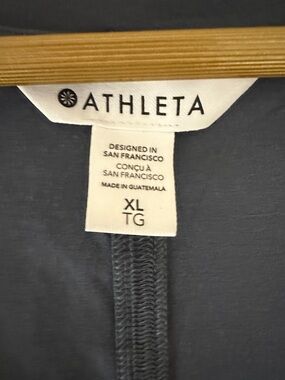 ATHLETA
DESIGNED IN
SAN FRANCISCO
CONÇU À
SAN FRANCISCO
MADE IN GUATEMALA
XL
TG